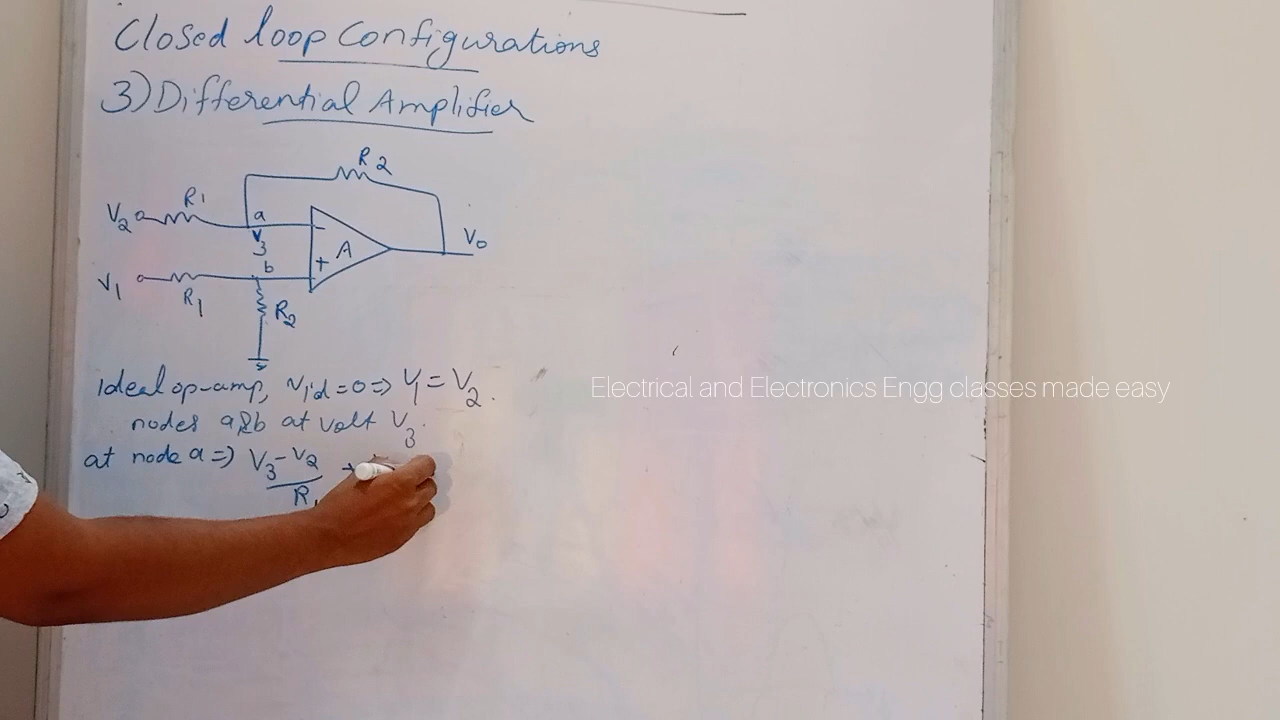 Closed loop Configurations
3) Differential Amplifier
R2
R1
V2
a
V3
A
V0
b
V1
R1
R2
Ideal op-amp, Vid=0 => V1 = V2.
nodes a&b at volt V3.
at node a => V3-V2
R1
Electrical and Electronics Engg classes made easy